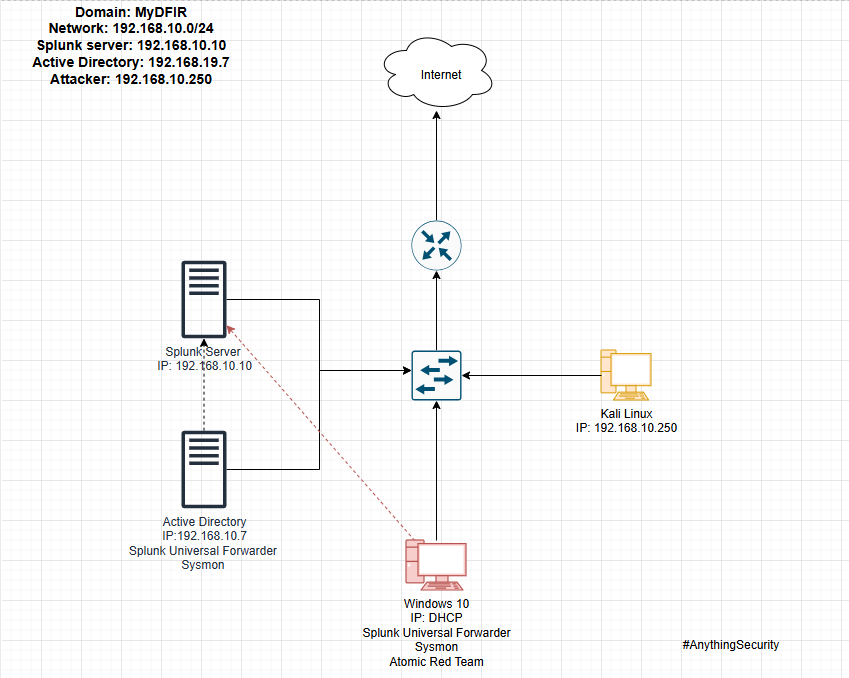 Domain: MyDFIR
Network: 192.168.10.0/24
Splunk server: 192.168.10.10
Active Directory: 192.168.19.7
Attacker: 192.168.10.250
Internet
Splunk Server
IP: 192.168.10.10
Kali Linux
IP: 192.168.10.250
Active Directory
IP:192.168.10.7
Splunk Universal Forwarder
Sysmon
Windows 10
IP: DHCP
Splunk Universal Forwarder
Sysmon
Atomic Red Team
#AnythingSecurity